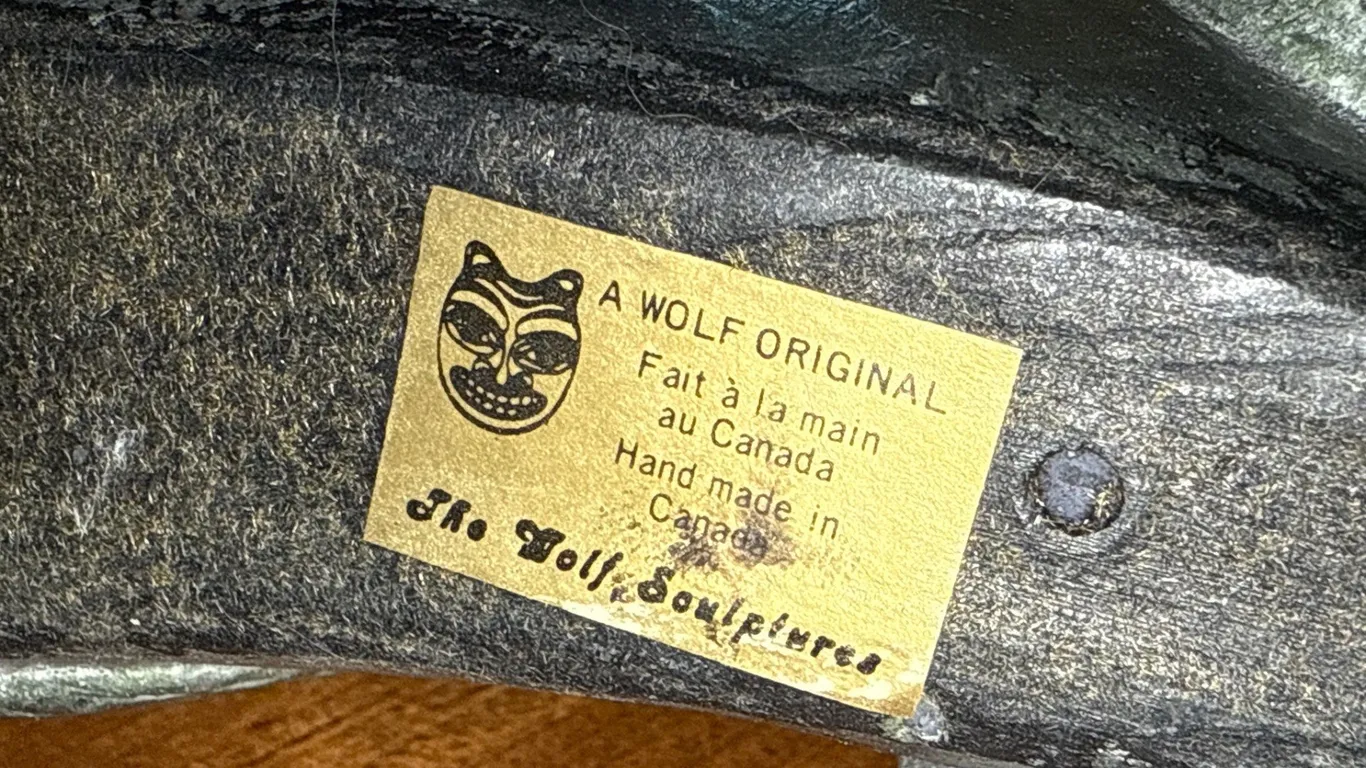 A WOLF ORIGINAL
Fait à la main
au Canada
Hand made in
Canada
The Wolf Sculptures